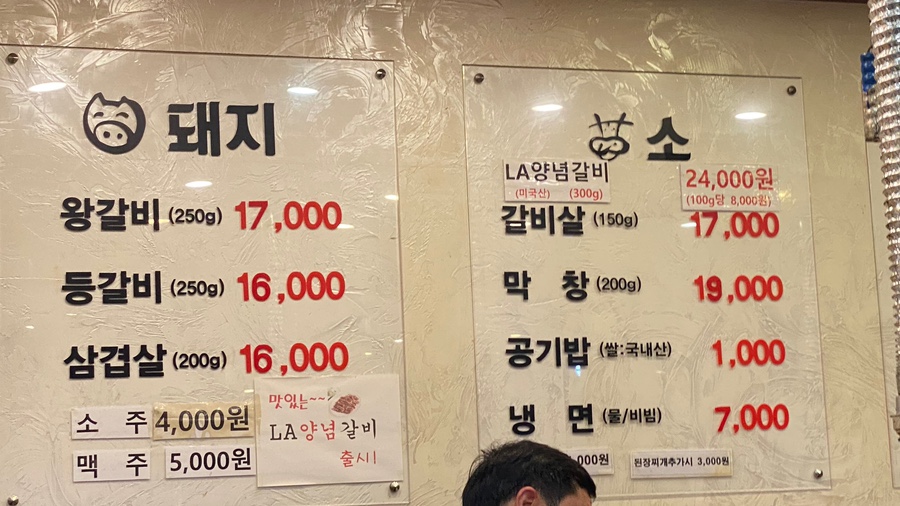 돼지
왕갈비 (250g) 17,000
등갈비 (250g) 16,000
삼겹살 (200g) 16,000
소 주 4,000원
맥 주 5,000원
맛있는~~
LA양념갈비
출시!
소
LA양념갈비 24,000원
(미국산) (300g) (100g당 8,000원)
갈비살 (150g) 17,000
막 창 (200g) 19,000
공기밥 (쌀:국내산) 1,000
냉 면 (물/비빔) 7,000
된장찌개추가시 3,000원